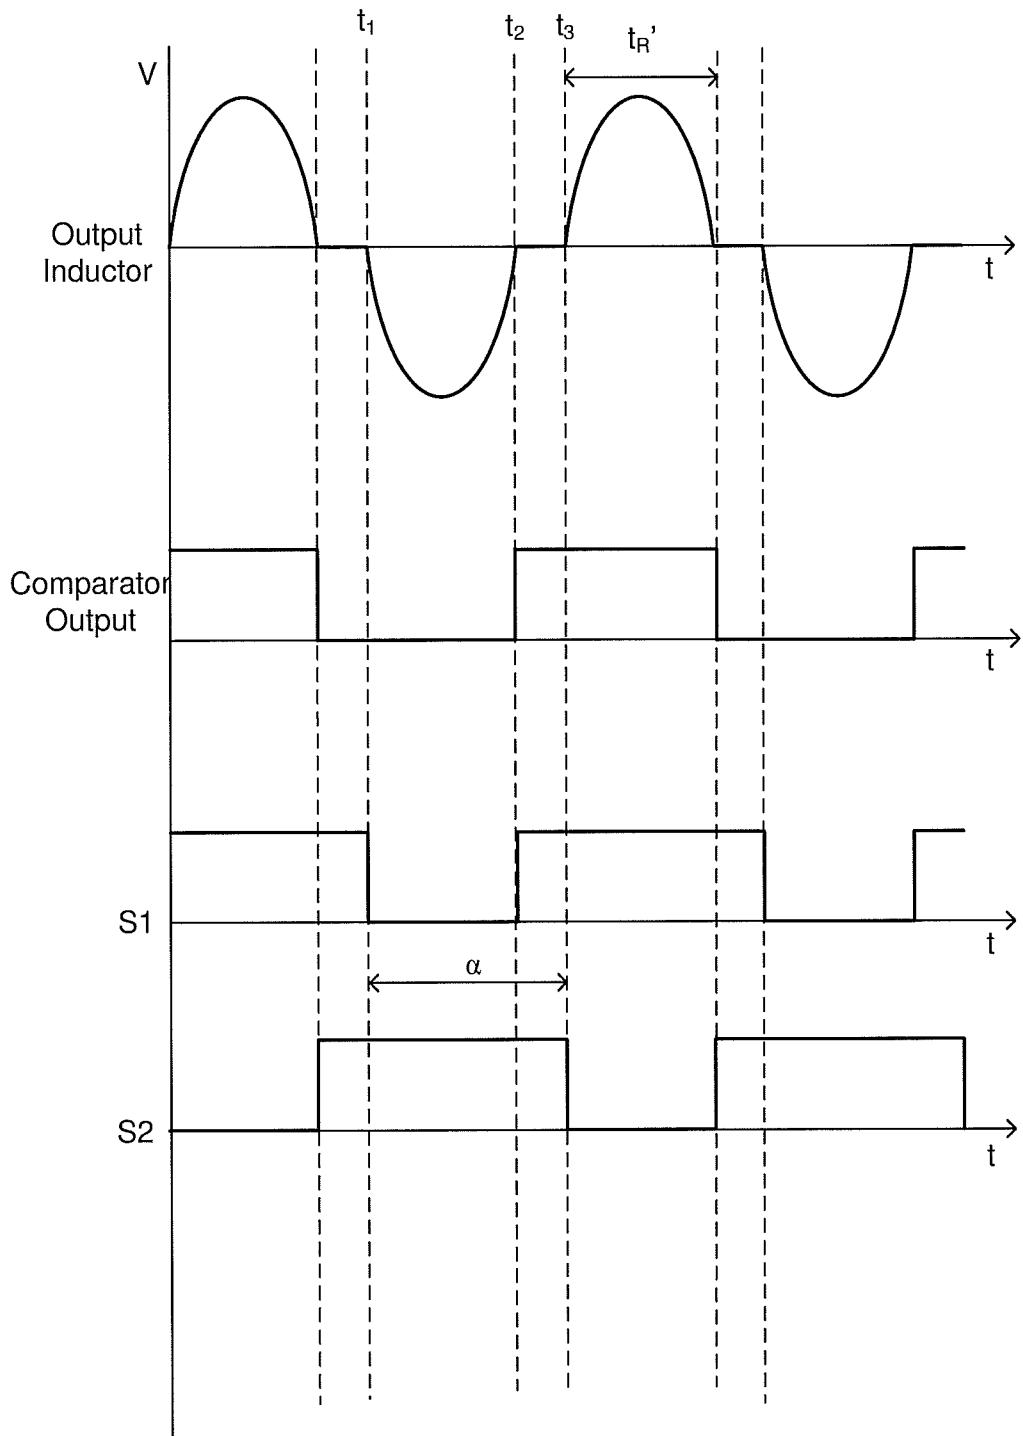 t₁ t₂ t₃ tR’
V
Output
Inductor
t
Comparator
Output
t
S1
t
α
S2
t